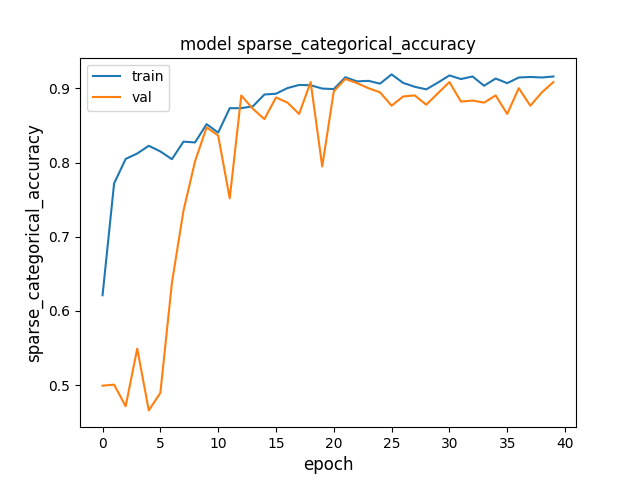 model sparse_categorical_accuracy
train
val
sparse_categorical_accuracy
0.9
0.8
0.7
0.6
0.5
0 5 10 15 20 25 30 35 40
epoch